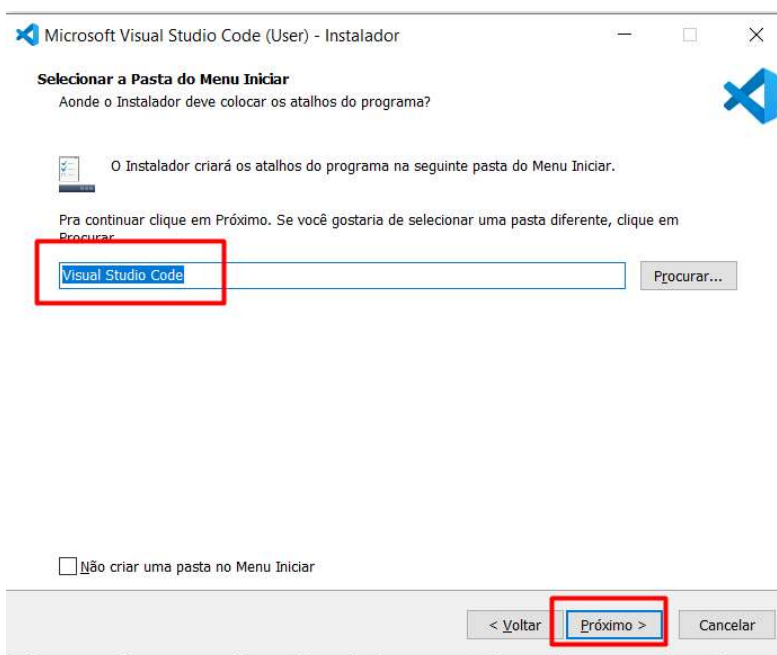 Microsoft Visual Studio Code (User) - Instalador
Selecionar a Pasta do Menu Iniciar
Aonde o Instalador deve colocar os atalhos do programa?
O Instalador criará os atalhos do programa na seguinte pasta do Menu Iniciar.
Pra continuar clique em Próximo. Se você gostaria de selecionar uma pasta diferente, clique em
Procurar.
Visual Studio Code
Procurar...
Não criar uma pasta no Menu Iniciar
< Voltar
Próximo >
Cancelar